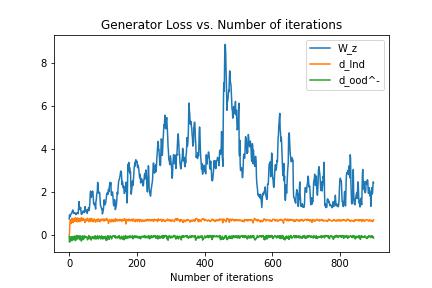 Generator Loss vs. Number of iterations
W_z
d_Ind
d_ood^-
8
6
4
2
0
0 200 400 600 800
Number of iterations